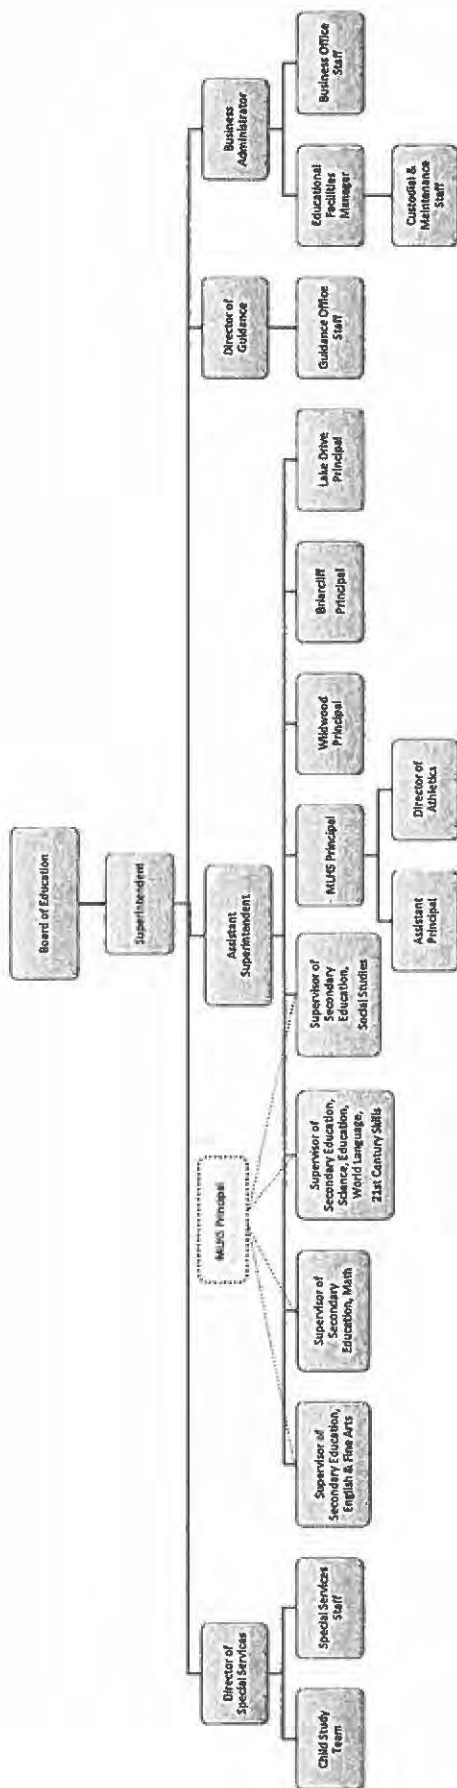 Board of Education
Superintendent
Director of
Special Services
MLHS Principal
Assistant
Superintendent
Director of
Guidance
Business
Administrator
Child Study
Team
Special Services
Staff
Supervisor of
Secondary Education,
English & Fine Arts
Supervisor of
Secondary
Education, Math
Supervisor of
Secondary Education,
Science, Education,
World Language,
21st Century Skills
Supervisor of
Secondary
Education,
Social Studies
MLHS Principal
Wildwood
Principal
Briarcliff
Principal
Lake Drive
Principal
Guidance Office
Staff
Educational
Facilities
Manager
Business Office
Staff
Assistant
Principal
Director of
Athletics
Custodial &
Maintenance
Staff